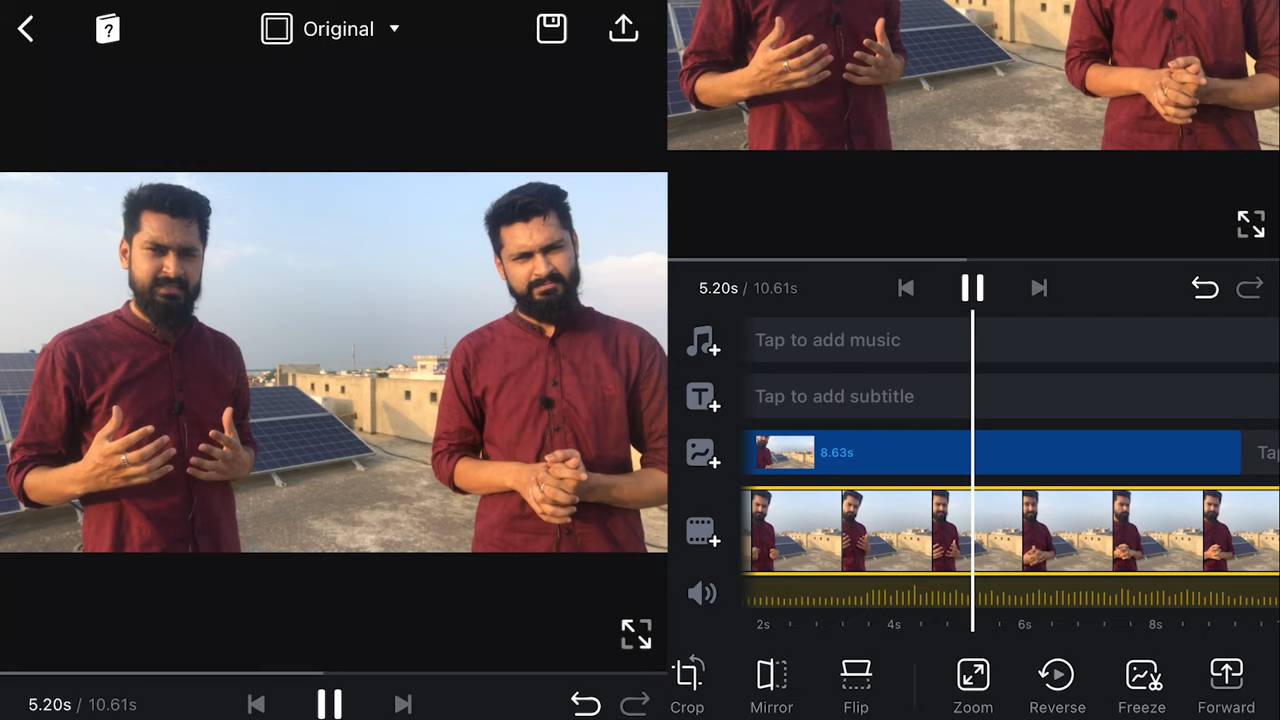 ?
Original
5.20s / 10.61s
5.20s / 10.61s
Tap to add music
Tap to add subtitle
8.63s
2s 4s 6s 8s
Crop Mirror Flip Zoom Reverse Freeze Forward